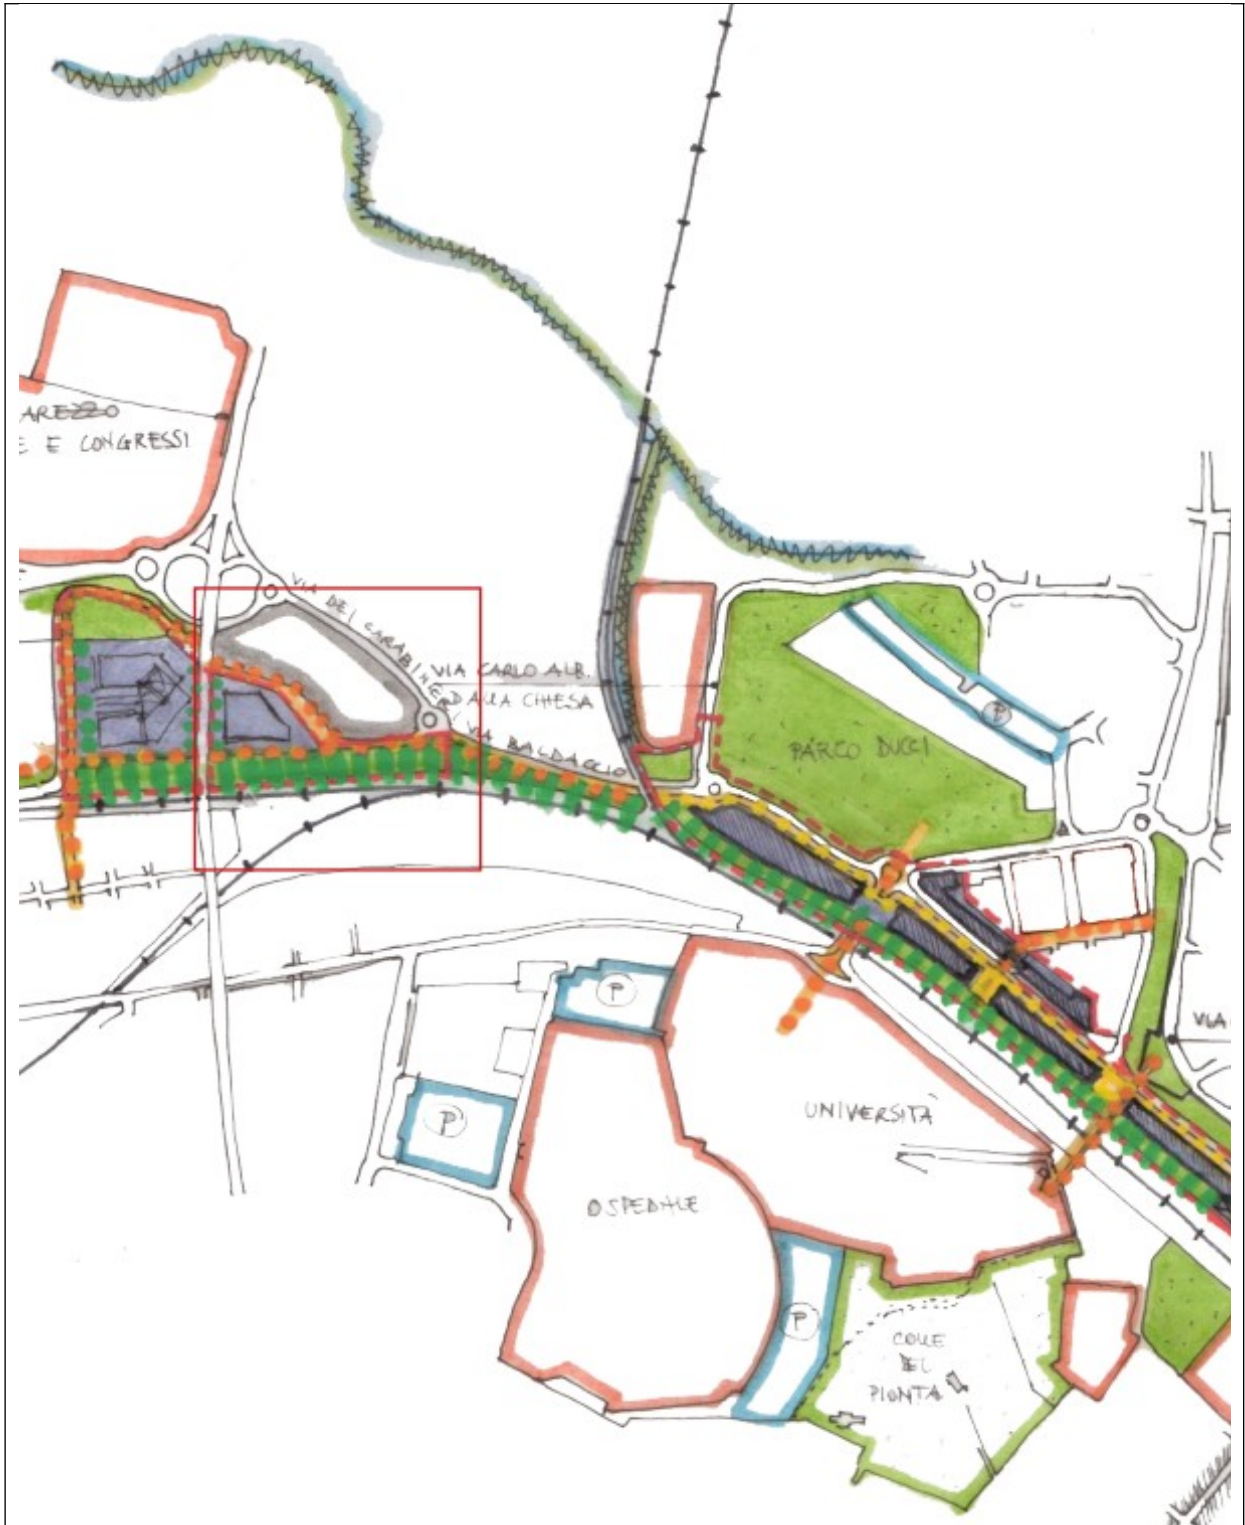 AREZZO
E E CONGRESSI
VIA DEI CARABINIERI
VIA CARLO ALB.
DALLA CHIESA
VIA BALDACCIO
P
PARCO DUCCI
P
VIA
P
UNIVERSITÀ
OSPEDALE
P
COLLE
DEL
PIONTA